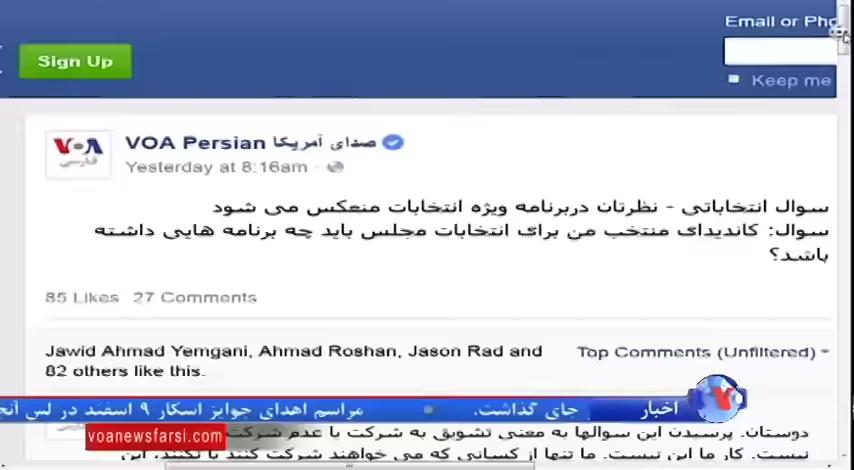 Email or Pho
Sign Up
Keep me
VOA Persian صدای آمریکا
VOA
فارسی
Yesterday at 8:16am
سوال انتخاباتی - نظرتان دربرنامه ویژه انتخابات منعکس می شود
سوال: کاندیدای منتخب من برای انتخابات مجلس باید چه برنامه هایی داشته
باشد؟
85 Likes 27 Comments
Jawid Ahmad Yemgani, Ahmad Roshan, Jason Rad and
82 others like this.
Top Comments (Unfiltered)
اخبار
VOA
جای گذاشت. مراسم اهدای جوایز اسکار ۹ اسفند در لس آنج
دوستان. پرسیدن این سوالها به معنی تشویق به شرکت یا عدم شرکت
voanewsfarsi.com
نیست. کار ما این نیست. ما تنها از کسانی که می خواهند شرکت کنند یا نکنند، این